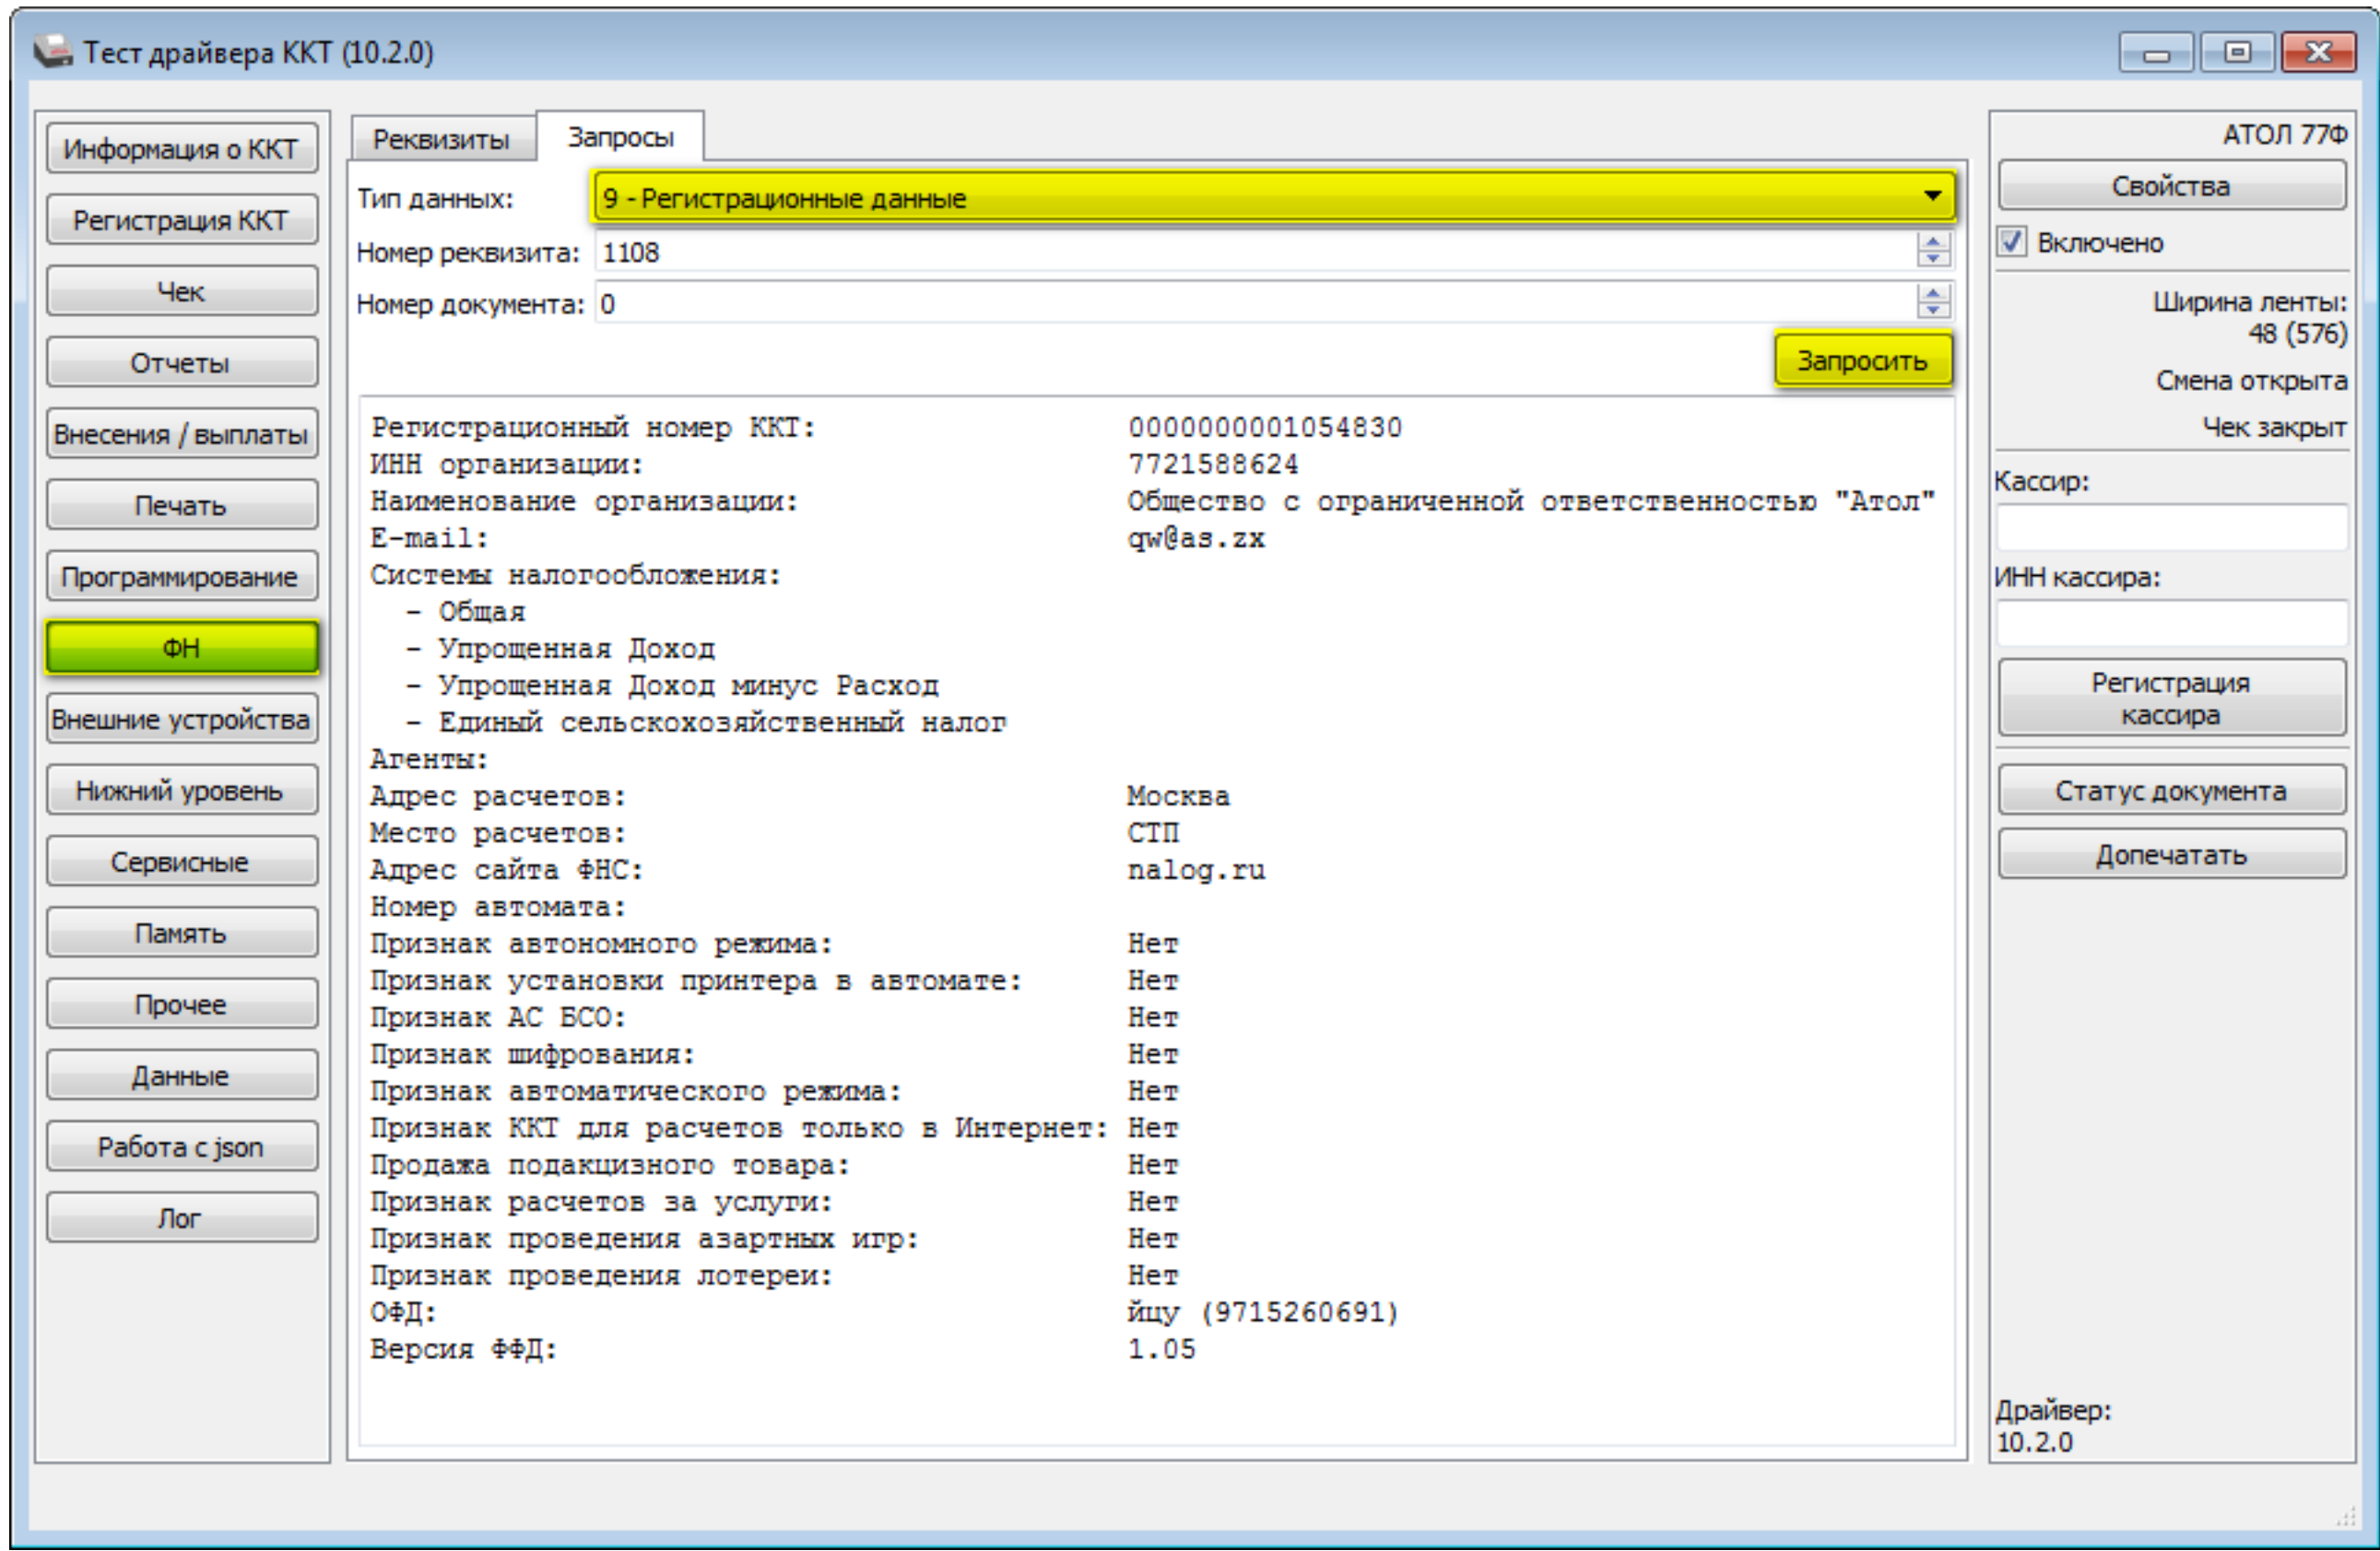 Тест драйвера ККТ (10.2.0)
Информация о ККТ
Регистрация ККТ
Чек
Отчеты
Внесения / выплаты
Печать
Программирование
ФН
Внешние устройства
Нижний уровень
Сервисные
Память
Прочее
Данные
Работа с json
Лог
Реквизиты Запросы
Тип данных: 9 - Регистрационные данные
Номер реквизита: 1108
Номер документа: 0
Запросить
Регистрационный номер ККТ: 0000000001054830
ИНН организации: 7721588624
Наименование организации: Общество с ограниченной ответственностью "Атол"
E-mail: qw@as.zx
Системы налогообложения:
- Общая
- Упрощенная Доход
- Упрощенная Доход минус Расход
- Единый сельскохозяйственный налог
Агенты:
Адрес расчетов: Москва
Место расчетов: СТП
Адрес сайта ФНС: nalog.ru
Номер автомата:
Признак автономного режима: Нет
Признак установки принтера в автомате: Нет
Признак АС БСО: Нет
Признак шифрования: Нет
Признак автоматического режима: Нет
Признак ККТ для расчетов только в Интернет: Нет
Продажа подакцизного товара: Нет
Признак расчетов за услуги: Нет
Признак проведения азартных игр: Нет
Признак проведения лотереи: Нет
ОФД: йцу (9715260691)
Версия ФФД: 1.05
АТОЛ 77Ф
Свойства
Включено
Ширина ленты:
48 (576)
Смена открыта
Чек закрыт
Кассир:
ИНН кассира:
Регистрация
кассира
Статус документа
Допечатать
Драйвер:
10.2.0